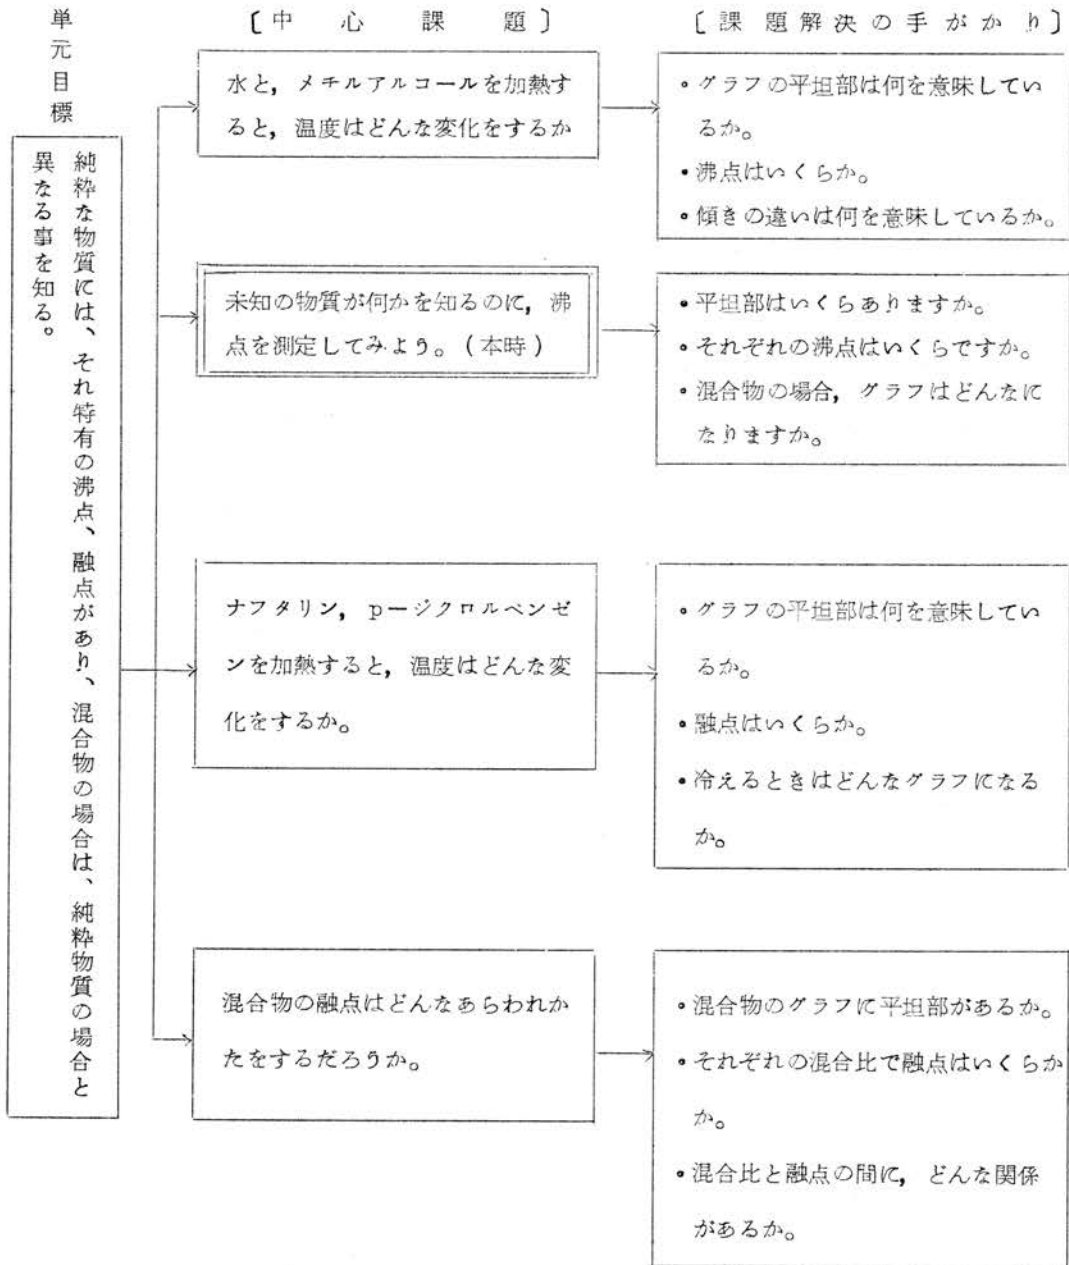 単元目標
純粋な物質には、それ特有の沸点、融点があり、混合物の場合は、純粋物質の場合と
異なる事を知る。
〔中心課題〕
〔課題解決の手がかり〕
水と,メチルアルコールを加熱す
ると,温度はどんな変化をするか
・グラフの平坦部は何を意味してい
るか。
・沸点はいくらか。
・傾きの違いは何を意味しているか。
未知の物質が何かを知るのに,沸
点を測定してみよう。(本時)
・平坦部はいくらありますか。
・それぞれの沸点はいくらですか。
・混合物の場合,グラフはどんなに
なりますか。
ナフタリン,p-ジクロルベンゼ
ンを加熱すると,温度はどんな変
化をするか。
・グラフの平坦部は何を意味してい
るか。
・融点はいくらか。
・冷えるときはどんなグラフになる
か。
混合物の融点はどんなあらわれか
たをするだろうか。
・混合物のグラフに平坦部があるか。
・それぞれの混合比で融点はいくらか
か。
・混合比と融点の間に,どんな関係
があるか。